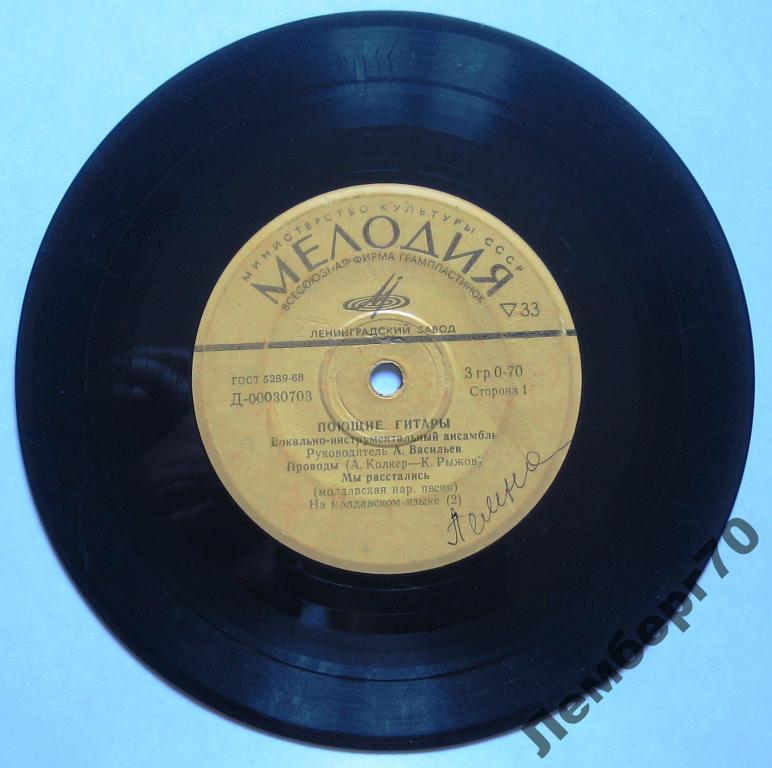 МИНИСТЕРСТВО КУЛЬТУРЫ СССР
МЕЛОДИЯ
ВСЕСОЮЗНАЯ ФИРМА ГРАМПЛАСТИНОК
▽33
ЛЕНИНГРАДСКИЙ ЗАВОД
ГОСТ 5289-68
Д-00030703
3 гр 0-70
Сторона 1
ПОЮЩИЕ ГИТАРЫ
Вокально-инструментальный ансамбль
Руководитель А. Васильев
Проводы (А. Колкер—К. Рыжов)
Мы расстались
(молдавская нар. песня)
На молдавском языке (2)
Лемберг70